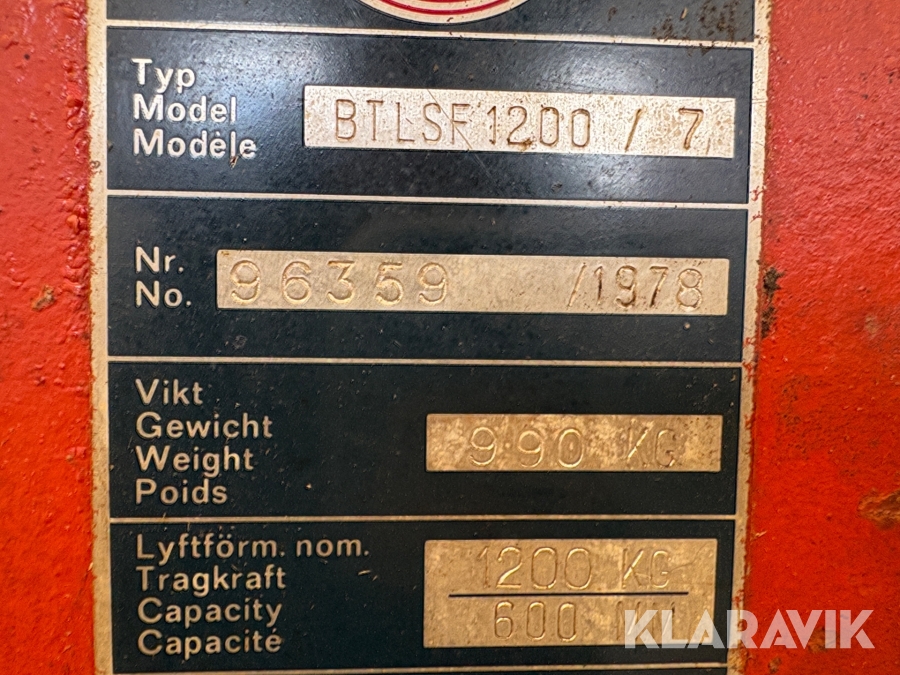 Typ
Model
Modèle
BTLSF1200 / 7
Nr.
No.
96359 /1978
Vikt
Gewicht
Weight
Poids
990 KG
Lyftförm. nom.
Tragkraft
Capacity
Capacité
1200 KG
600
KLARAVIK